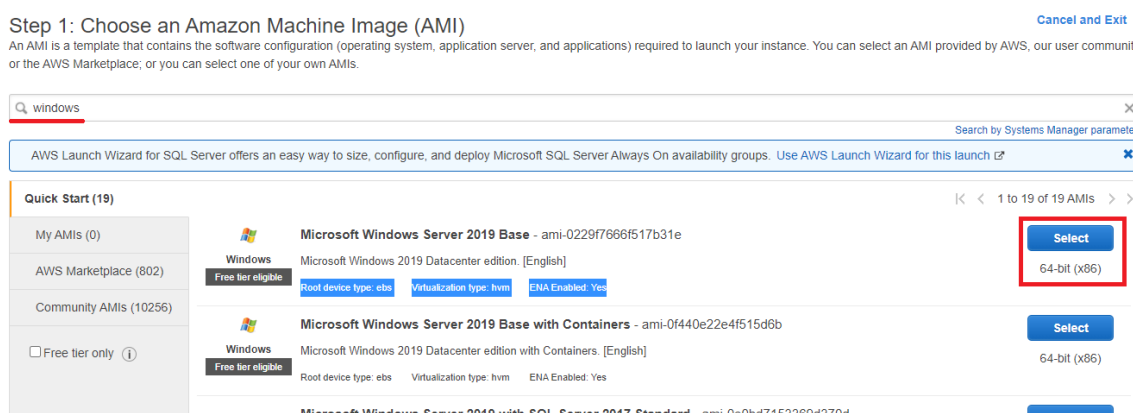 Step 1: Choose an Amazon Machine Image (AMI)
Cancel and Exit
An AMI is a template that contains the software configuration (operating system, application server, and applications) required to launch your instance. You can select an AMI provided by AWS, our user communit
or the AWS Marketplace; or you can select one of your own AMIs.
windows
Search by Systems Manager paramete
AWS Launch Wizard for SQL Server offers an easy way to size, configure, and deploy Microsoft SQL Server Always On availability groups. Use AWS Launch Wizard for this launch
Quick Start (19)
1 to 19 of 19 AMIs
My AMIs (0)
AWS Marketplace (802)
Community AMIs (10256)
Free tier only
Windows
Free tier eligible
Microsoft Windows Server 2019 Base - ami-0229f7666f517b31e
Microsoft Windows 2019 Datacenter edition. [English]
Root device type: ebs Virtualization type: hvm ENA Enabled: Yes
Select
64-bit (x86)
Windows
Free tier eligible
Microsoft Windows Server 2019 Base with Containers - ami-0f440e22e4f515d6b
Microsoft Windows 2019 Datacenter edition with Containers. [English]
Root device type: ebs Virtualization type: hvm ENA Enabled: Yes
Select
64-bit (x86)
Microsoft Windows Server 2019 with SQL Server 2017 Standard